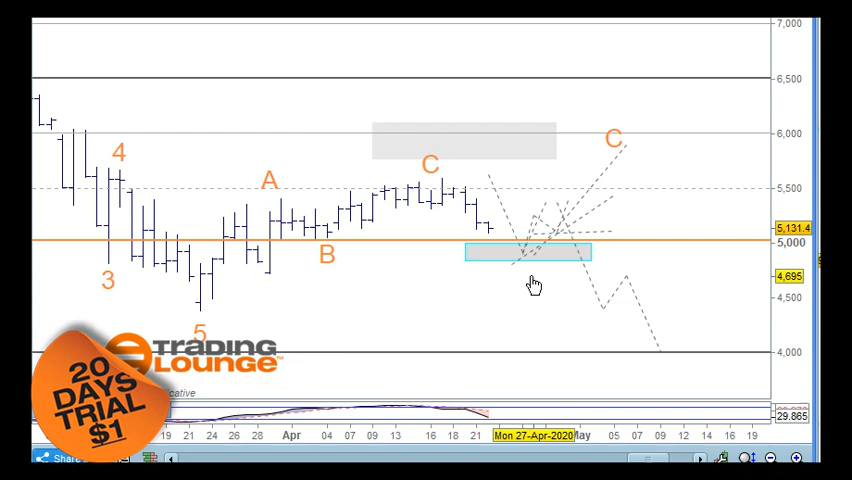 7,000
6,500
6,000
5,500
5,131.4
5,000
4,695
4,500
4,000
29.865
4
3
5
A
B
C
C
TRADING
LOUNGE
20
DAYS
TRIAL
$1
19 21 24 26 28 Apr 04 07 09 13 16 18 21 Mon 27-Apr-2020 May 05 07 09 12 14 16 19
Share